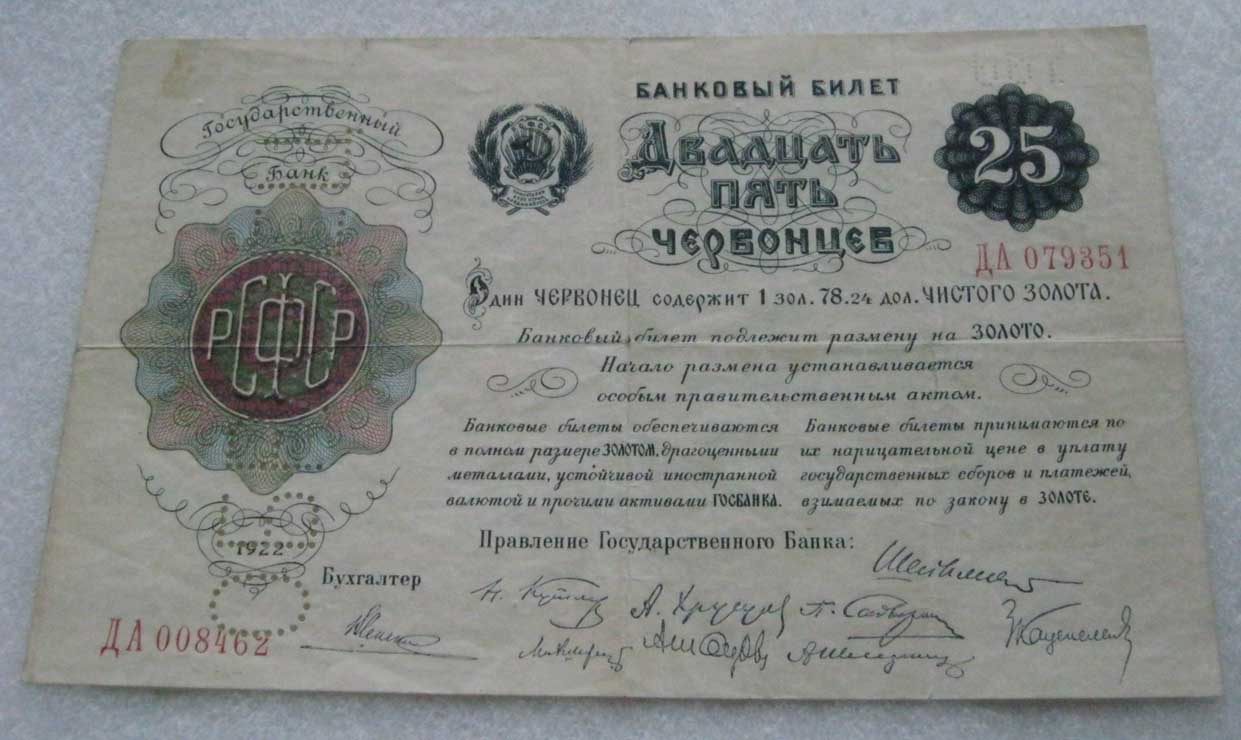 Государственный
Банк
РСФСР
1922
БАНКОВЫЙ БИЛЕТ
Двадцать
пять
червонцев
25
ДА 079351
Один ЧЕРВОНЕЦ содержит 1 зол. 78.24 дол. ЧИСТОГО ЗОЛОТА.
Банковый билет подлежит размену на ЗОЛОТО.
Начало размена устанавливается
особым правительственным актом.
Банковые билеты обеспечиваются
в полном размере ЗОЛОТОМ, драгоценными
металлами, устойчивой иностранной
валютой и прочими активами ГОСБАНКА.
Банковые билеты принимаются по
их нарицательной цене в уплату
государственных сборов и платежей,
взимаемых по закону в ЗОЛОТЕ.
Правление Государственного Банка:
Бухгалтер
ДА 008462